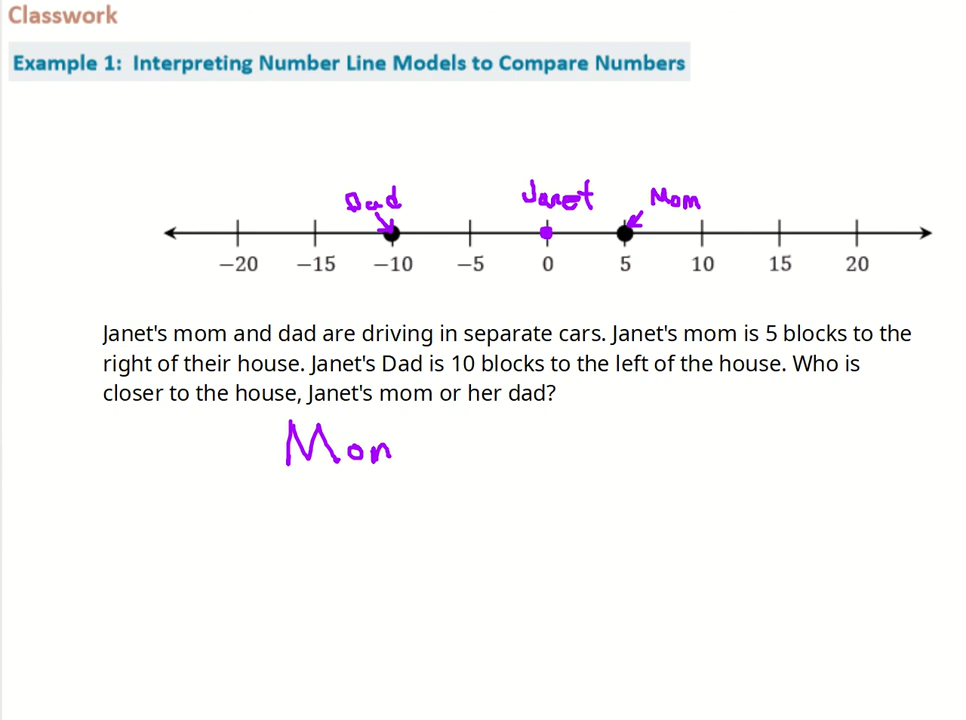 Classwork
Example 1: Interpreting Number Line Models to Compare Numbers
Dad Janet Mom
−20 −15 −10 −5 0 5 10 15 20
Janet's mom and dad are driving in separate cars. Janet's mom is 5 blocks to the
right of their house. Janet's Dad is 10 blocks to the left of the house. Who is
closer to the house, Janet's mom or her dad?
Mon